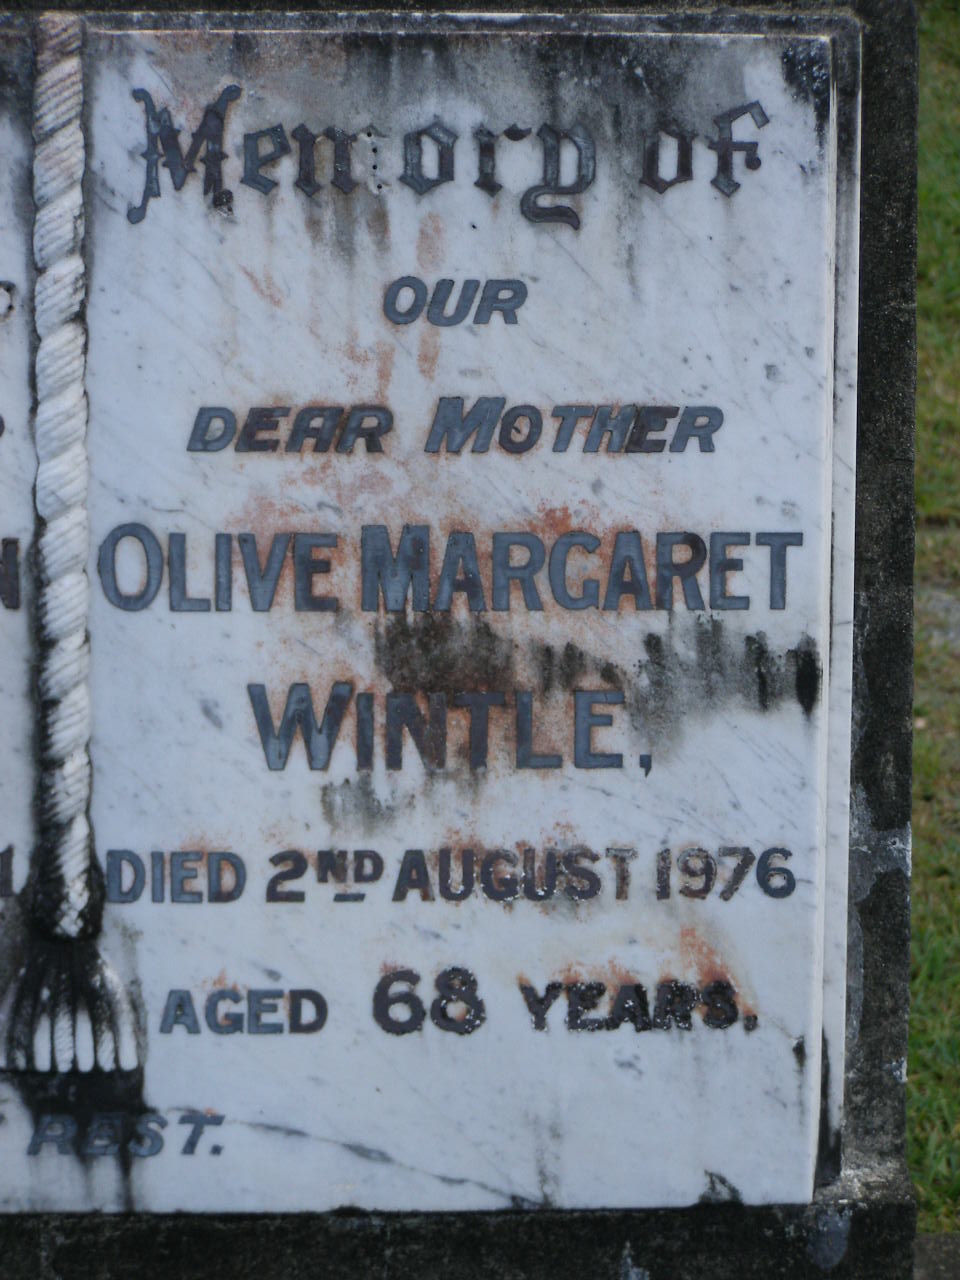 Memory of
OUR
DEAR MOTHER
OLIVE MARGARET
WINTLE,
DIED 2ND AUGUST 1976
AGED 68 YEARS.
REST.